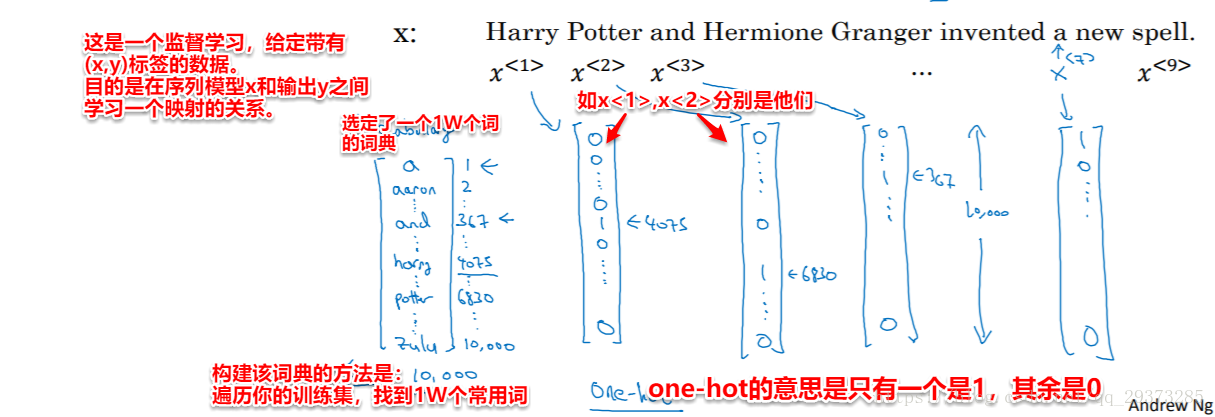 这是一个监督学习，给定带有
(x,y)标签的数据。
目的是在序列模型x和输出y之间
学习一个映射的关系。
x: Harry Potter and Hermione Granger invented a new spell.
x<1> x<2> x<3> ... x<7> x<9>
如x<1>,x<2>分别是他们
选定了一个1W个词
的词典
a 1
aaron 2
and 367
harry 4075
potter 6830
zulu 10,000
10,000
0
0
0
1 ←4075
0
0
0
0
1 ←6830
0
0
1 ←367
0
10,000
1
0
0
构建该词典的方法是：
遍历你的训练集，找到1W个常用词
one-hot的意思是只有一个是1，其余是0
Andrew Ng